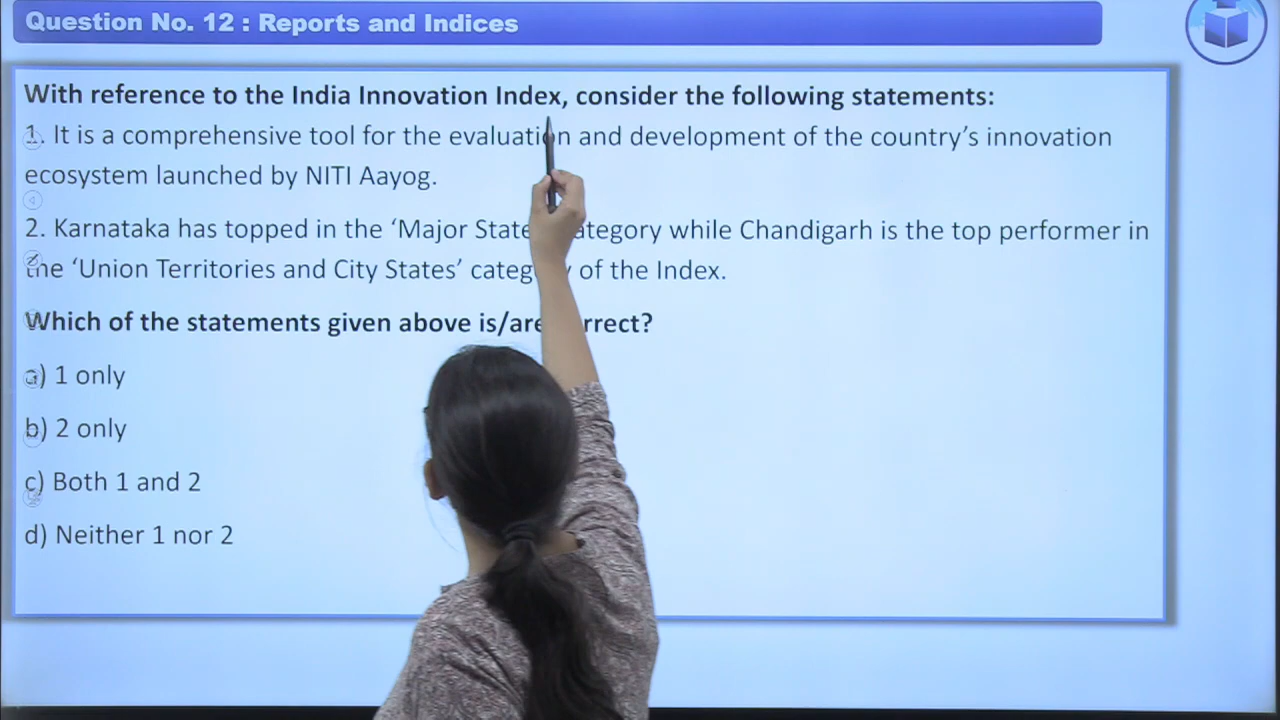 Question No. 12 : Reports and Indices
With reference to the India Innovation Index, consider the following statements:
1. It is a comprehensive tool for the evaluation and development of the country's innovation
ecosystem launched by NITI Aayog.
2. Karnataka has topped in the 'Major State category while Chandigarh is the top performer in
the 'Union Territories and City States' category of the Index.
Which of the statements given above is/are correct?
a) 1 only
b) 2 only
c) Both 1 and 2
d) Neither 1 nor 2